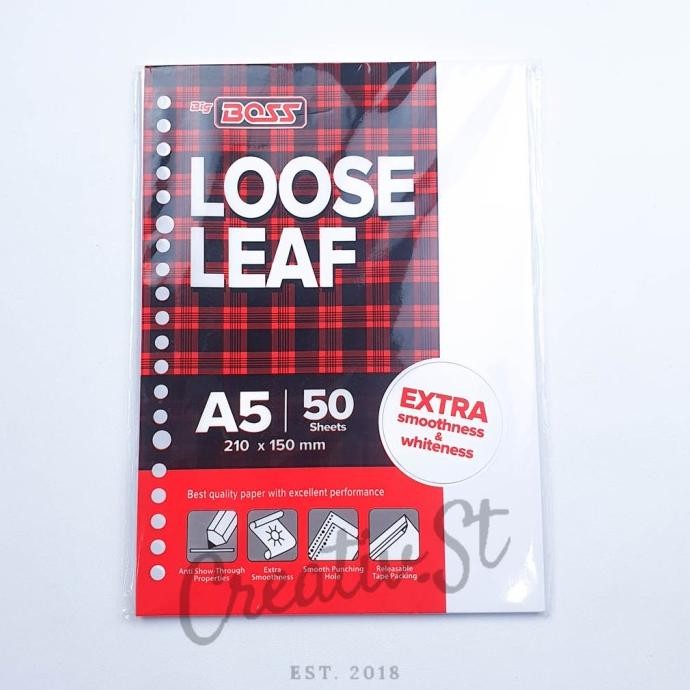 Big BOSS
LOOSE
LEAF
A5 | 50
Sheets
210 x 150 mm
EXTRA
smoothness
&
whiteness
Best quality paper with excellent performance
Anti Show-Through
Properties
Extra
Smoothness
Smooth Punching
Hole
Releasable
Tape Packing
Creativ.St
EST. 2018